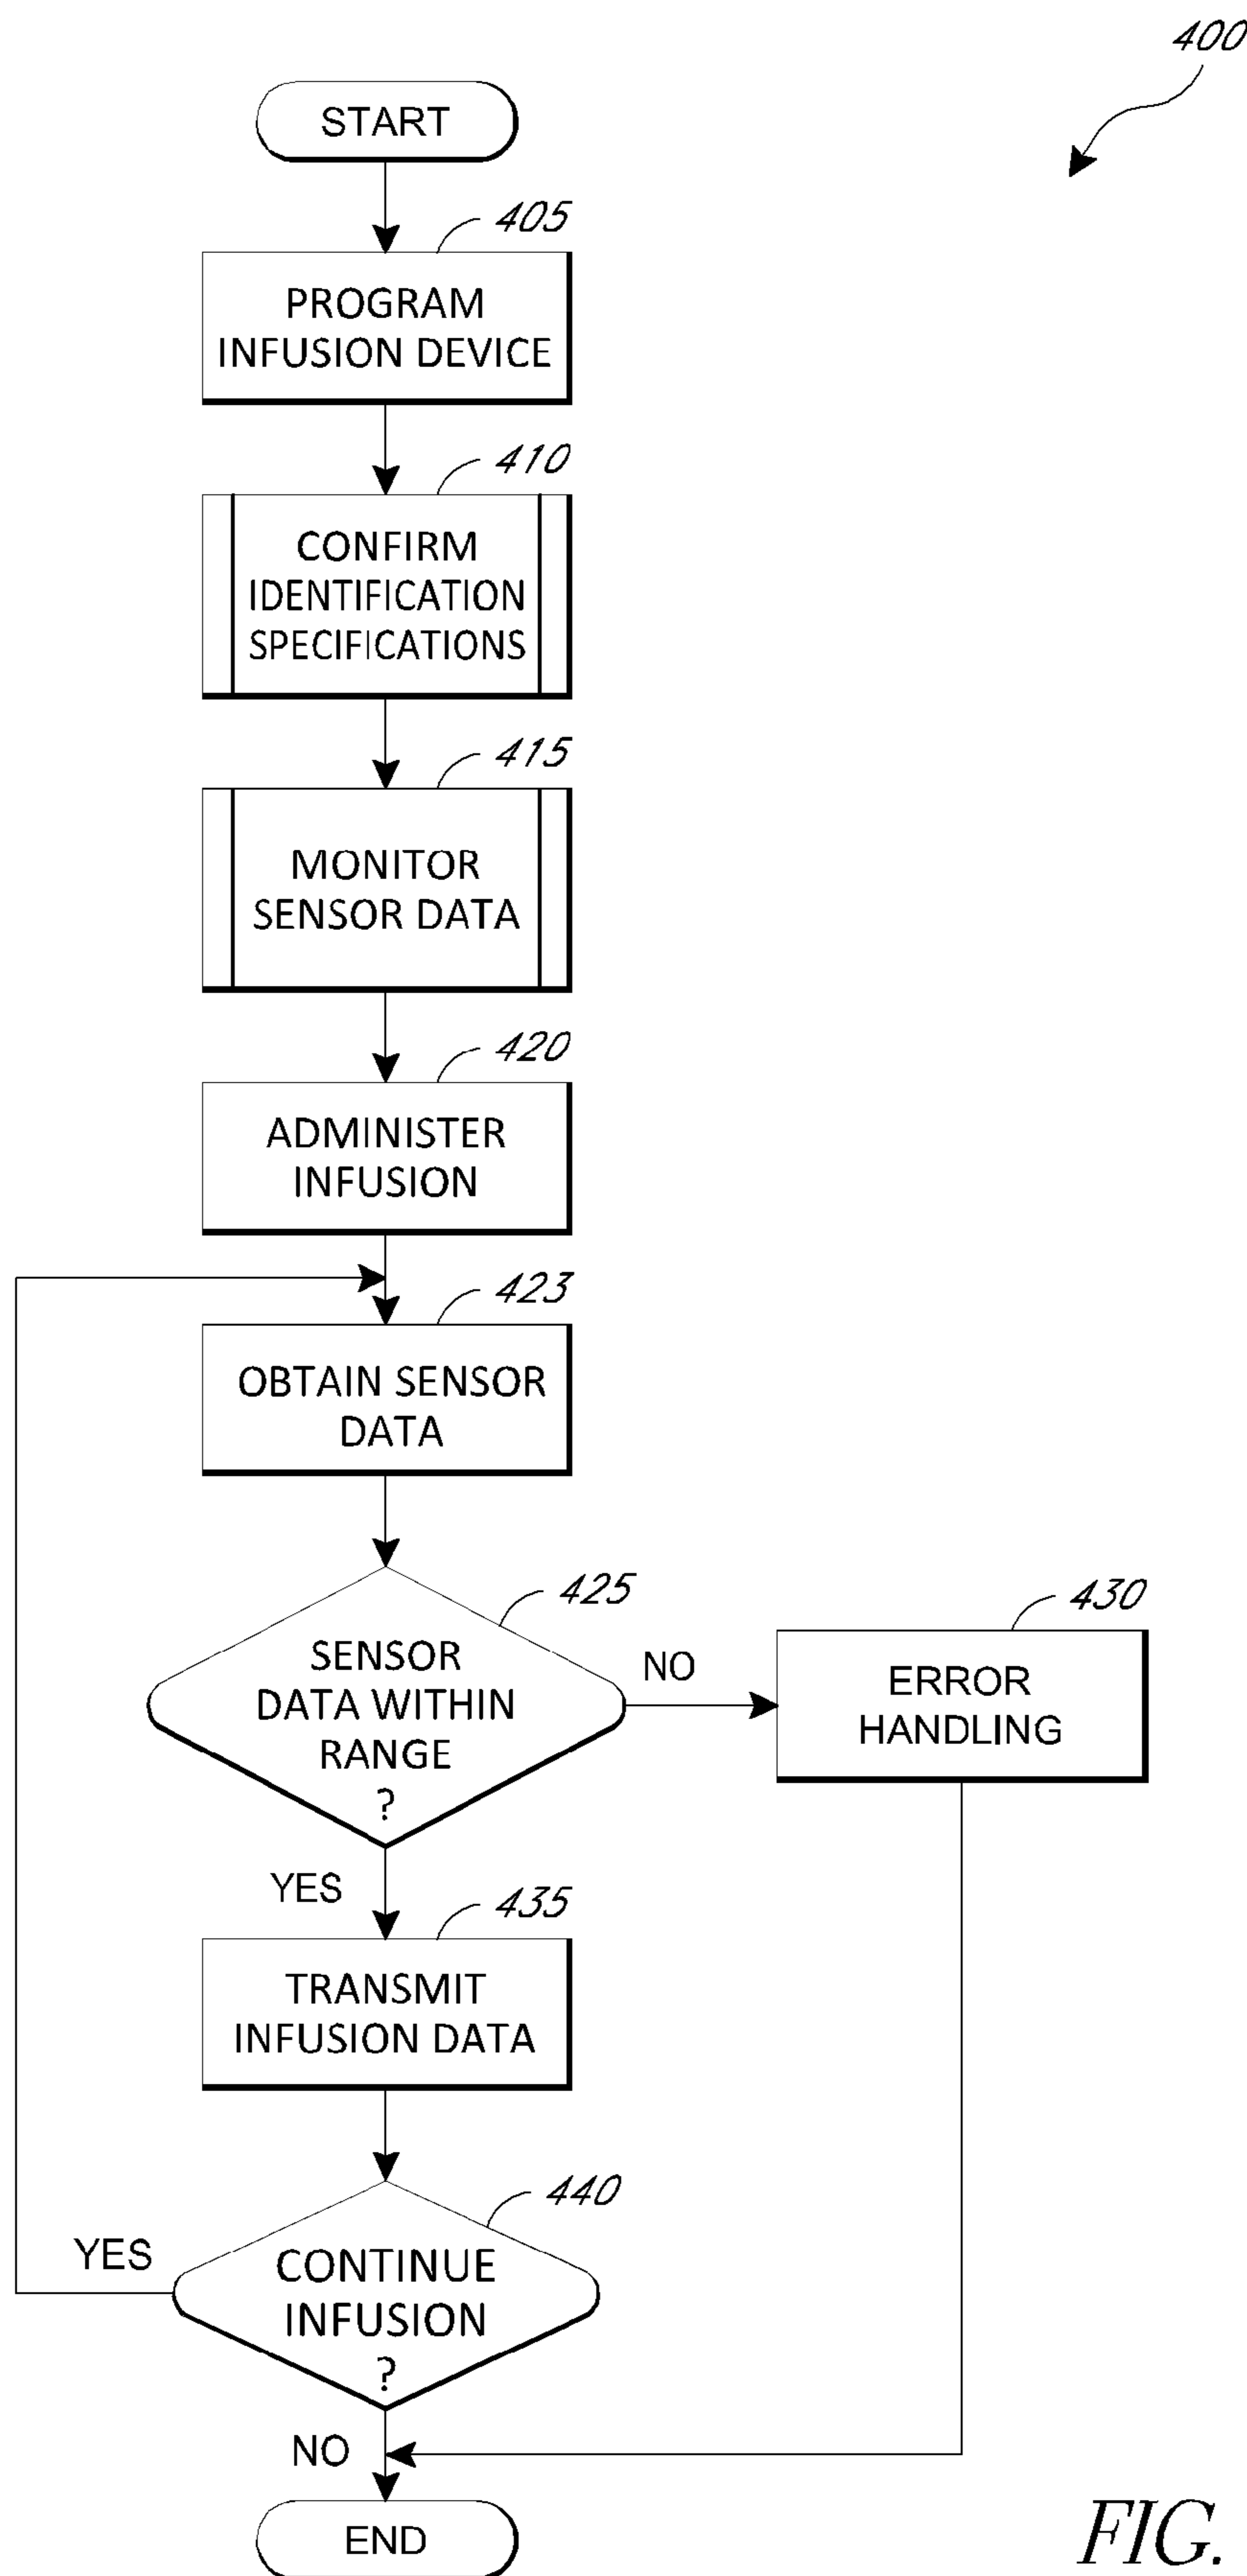 400
START
405
PROGRAM
INFUSION DEVICE
410
CONFIRM
IDENTIFICATION
SPECIFICATIONS
415
MONITOR
SENSOR DATA
420
ADMINISTER
INFUSION
423
OBTAIN SENSOR
DATA
425
SENSOR
DATA WITHIN
RANGE
?
NO
430
ERROR
HANDLING
YES
435
TRANSMIT
INFUSION DATA
440
CONTINUE
INFUSION
?
YES
NO
END
FIG.